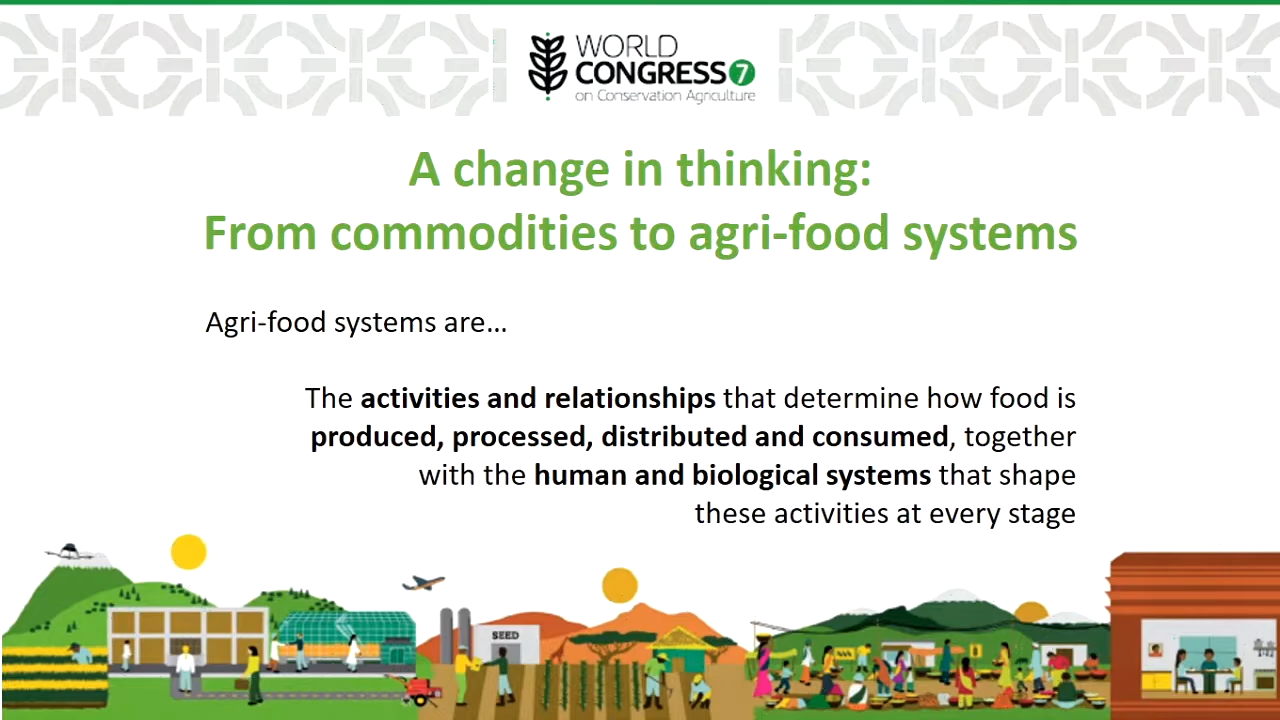 WORLD
CONGRESS 7
on Conservation Agriculture
A change in thinking:
From commodities to agri-food systems
Agri-food systems are…
The activities and relationships that determine how food is
produced, processed, distributed and consumed, together
with the human and biological systems that shape
these activities at every stage
SEED